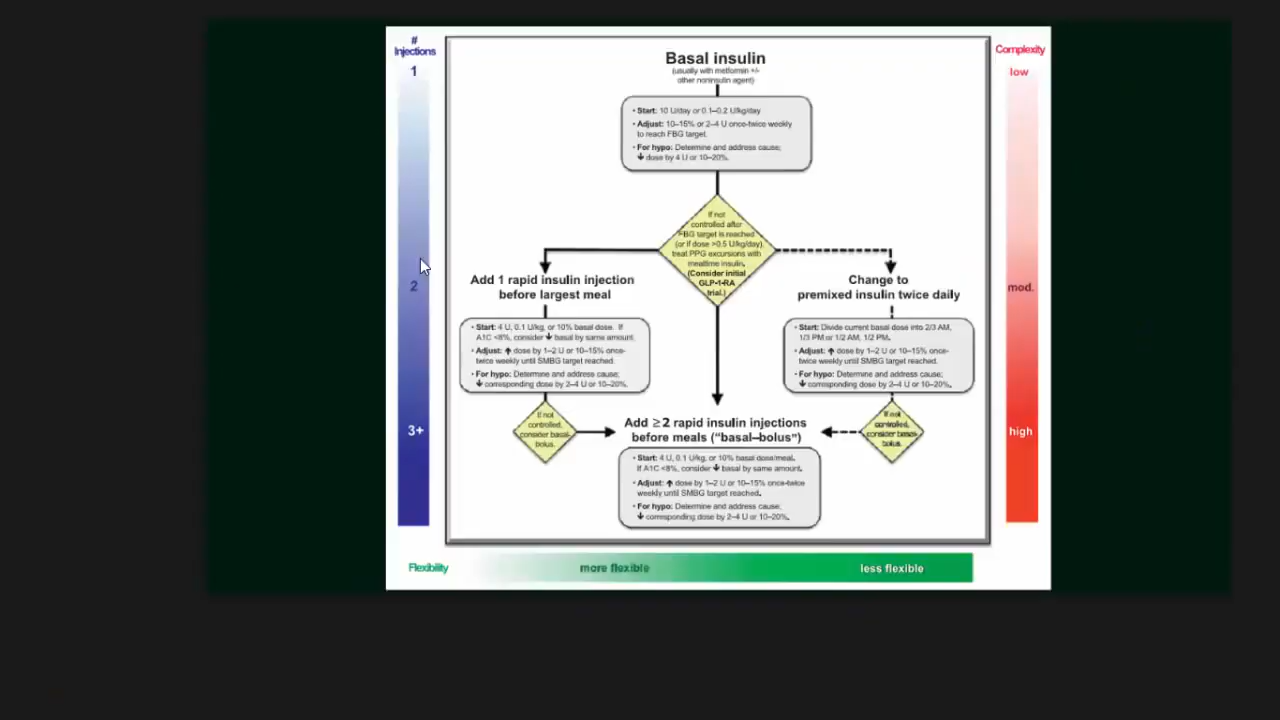 #
Injections
1
2
3+
Complexity
low
mod.
high
Basal insulin
(usually with metformin +/-
other noninsulin agent)
• Start: 10 U/day or 0.1–0.2 U/kg/day
• Adjust: 10–15% or 2–4 U once-twice weekly
to reach FBG target.
• For hypo: Determine and address cause;
↓ dose by 4 U or 10–20%.
If not
controlled after
FBG target is reached
(or if dose >0.5 U/kg/day),
treat PPG excursions with
mealtime insulin.
(Consider initial
GLP-1-RA
trial.)
Add 1 rapid insulin injection
before largest meal
• Start: 4 U, 0.1 U/kg, or 10% basal dose. If
A1C <8%, consider ↓ basal by same amount.
• Adjust: ↑ dose by 1–2 U or 10–15% once-
twice weekly until SMBG target reached.
• For hypo: Determine and address cause;
↓ corresponding dose by 2–4 U or 10–20%.
If not
controlled,
consider basal-
bolus.
Change to
premixed insulin twice daily
• Start: Divide current basal dose into 2/3 AM,
1/3 PM or 1/2 AM, 1/2 PM.
• Adjust: ↑ dose by 1–2 U or 10–15% once-
twice weekly until SMBG target reached.
• For hypo: Determine and address cause;
↓ corresponding dose by 2–4 U or 10–20%.
If not
controlled,
consider basal-
bolus.
Add ≥2 rapid insulin injections
before meals (“basal–bolus”)
• Start: 4 U, 0.1 U/kg, or 10% basal dose/meal.
If A1C <8%, consider ↓ basal by same amount.
• Adjust: ↑ dose by 1–2 U or 10–15% once-twice
weekly until SMBG target reached.
• For hypo: Determine and address cause;
↓ corresponding dose by 2–4 U or 10–20%.
Flexibility
more flexible
less flexible